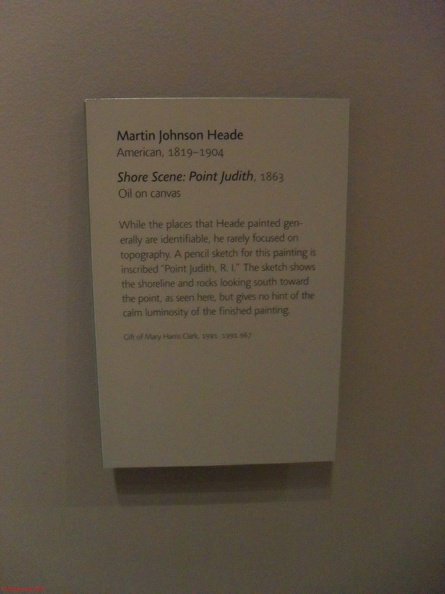 Martin Johnson Heade
American, 1819–1904
Shore Scene: Point Judith, 1863
Oil on canvas
While the places that Heade painted gen-
erally are identifiable, he rarely focused on
topography. A pencil sketch for this painting is
inscribed "Point Judith, R. I." The sketch shows
the shoreline and rocks looking south toward
the point, as seen here, but gives no hint of the
calm luminosity of the finished painting.
Gift of Mary Harris Clark, 1995